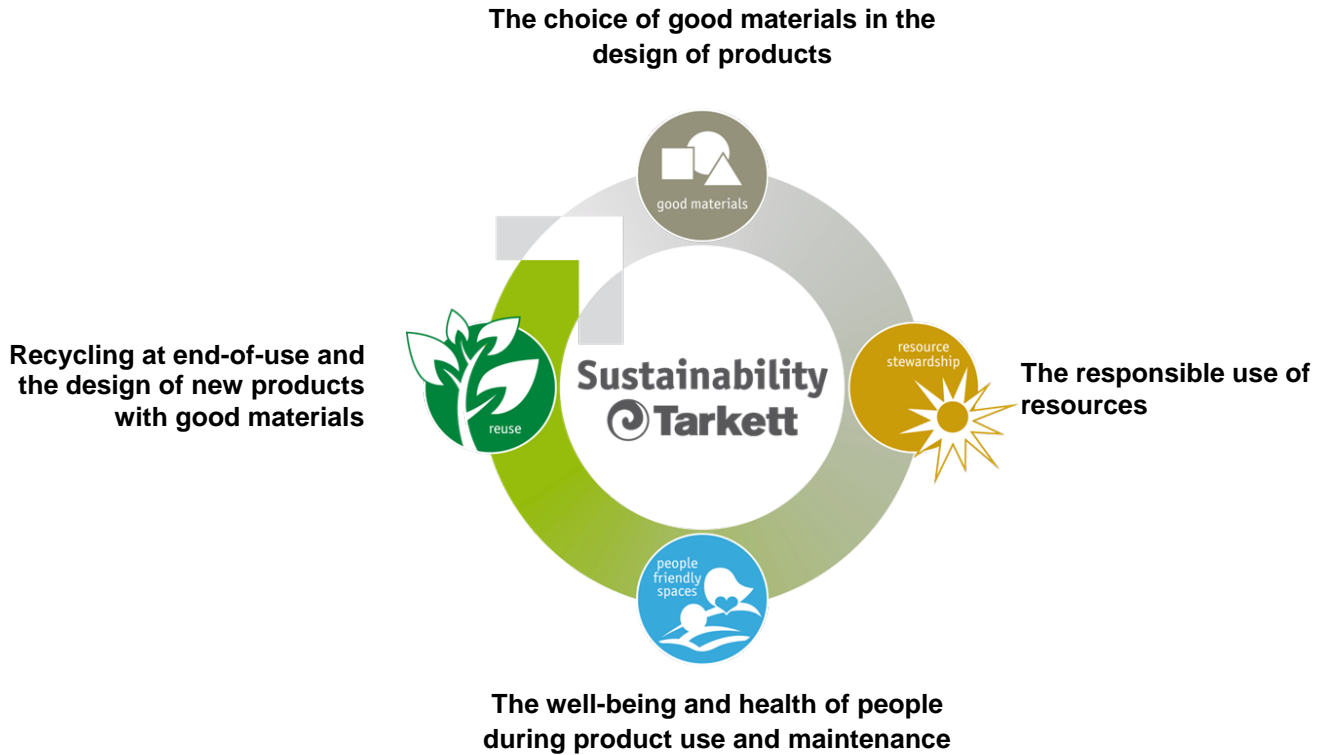 The choice of good materials in the
design of products
good materials
Recycling at end-of-use and
the design of new products
with good materials
reuse
Sustainability
Tarkett
resource
stewardship
The responsible use of
resources
people
friendly
spaces
The well-being and health of people
during product use and maintenance